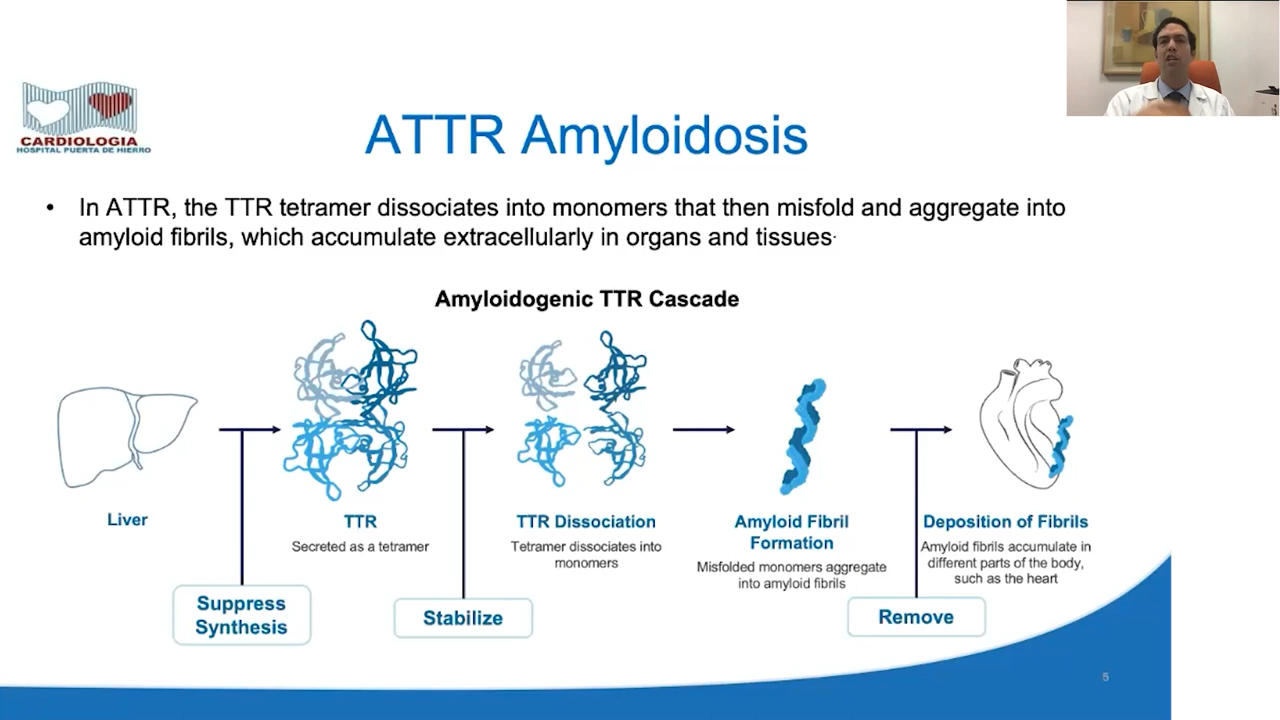 CARDIOLOGIA
HOSPITAL PUERTA DE HIERRO
ATTR Amyloidosis
• In ATTR, the TTR tetramer dissociates into monomers that then misfold and aggregate into
amyloid fibrils, which accumulate extracellularly in organs and tissues.
Amyloidogenic TTR Cascade
Liver
TTR
Secreted as a tetramer
TTR Dissociation
Tetramer dissociates into
monomers
Amyloid Fibril
Formation
Misfolded monomers aggregate
into amyloid fibrils
Deposition of Fibrils
Amyloid fibrils accumulate in
different parts of the body,
such as the heart
Suppress
Synthesis
Stabilize
Remove
5